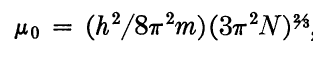 μ₀ = (h²/8π²m)(3π²N)^⅔,